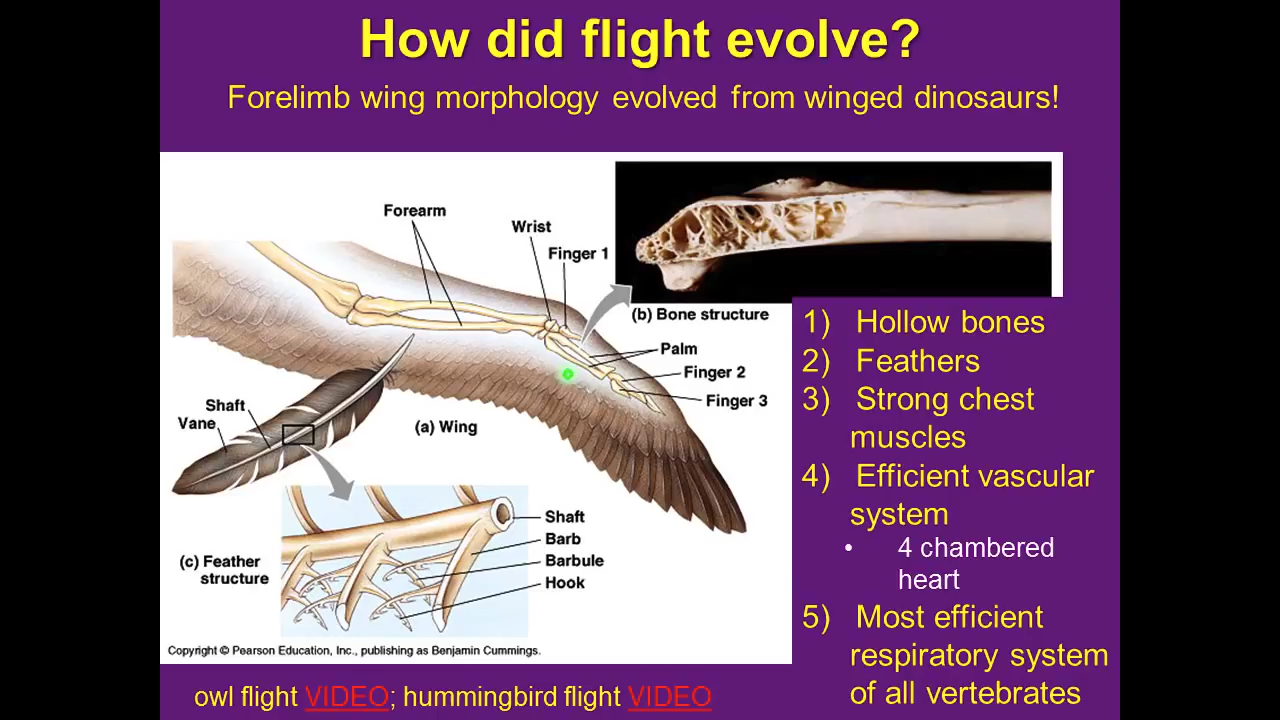 How did flight evolve?
Forelimb wing morphology evolved from winged dinosaurs!
Forearm
Wrist
Finger 1
(b) Bone structure
Palm
Finger 2
Finger 3
Shaft
Vane
(a) Wing
Shaft
Barb
Barbule
Hook
(c) Feather
structure
Copyright © Pearson Education, Inc., publishing as Benjamin Cummings.
1) Hollow bones
2) Feathers
3) Strong chest
muscles
4) Efficient vascular
system
• 4 chambered
heart
5) Most efficient
respiratory system
of all vertebrates
owl flight VIDEO; hummingbird flight VIDEO